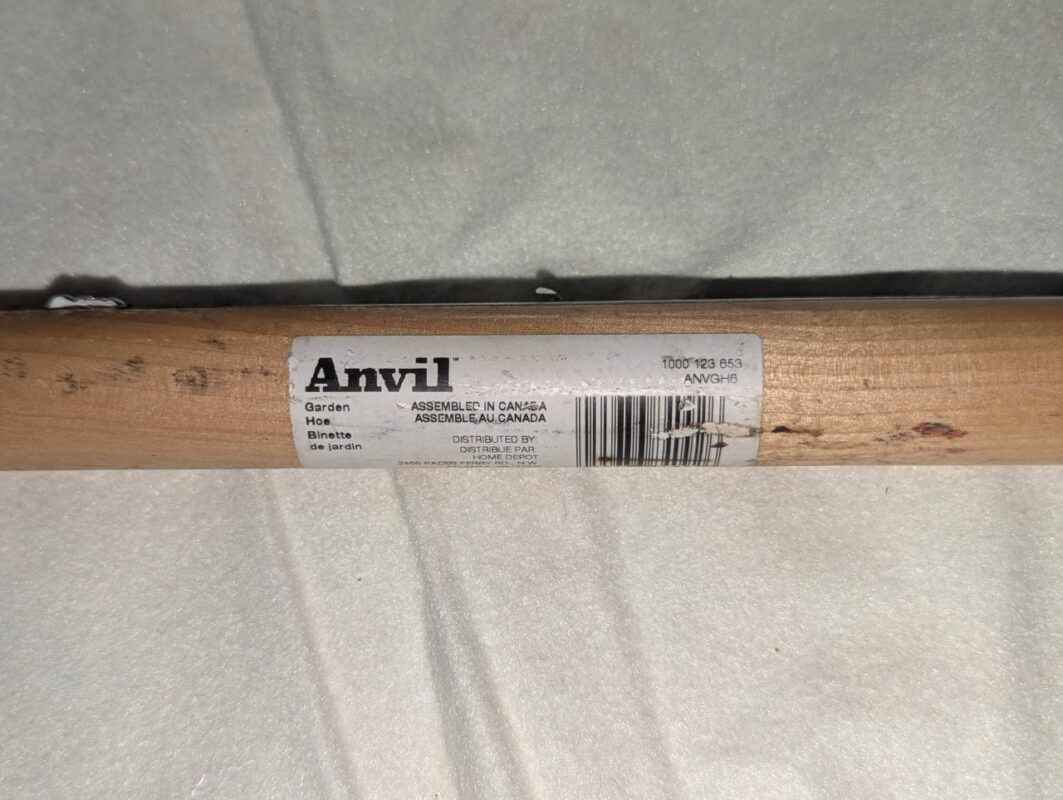 Anvil™
Garden
Hoe
Binette
de jardin
ASSEMBLED IN CANADA
ASSEMBLE AU CANADA
DISTRIBUTED BY
DISTRIBUE PAR:
HOME DEPOT
1000 123 653
ANVGH6